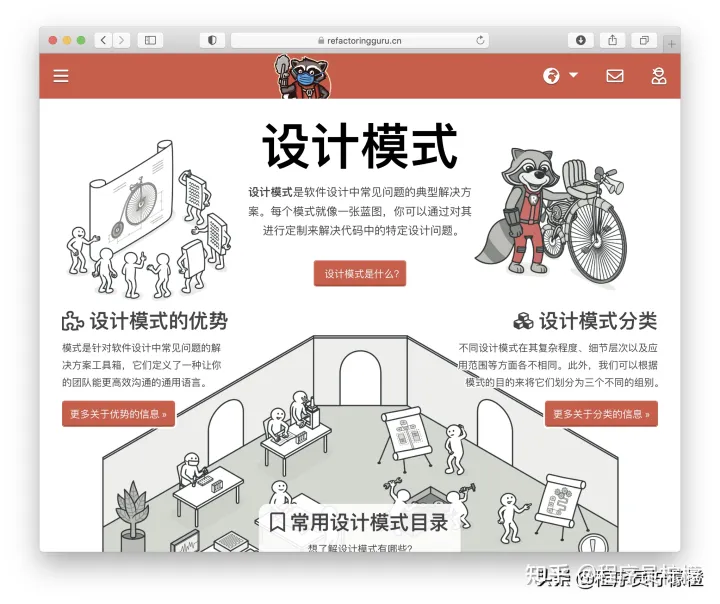 refactoringguru.cn
设计模式
设计模式是软件设计中常见问题的典型解决方
案。每个模式就像一张蓝图，你可以通过对其
进行定制来解决代码中的特定设计问题。
设计模式是什么?
设计模式的优势
模式是针对软件设计中常见问题的解
决方案工具箱，它们定义了一种让你
的团队能更高效沟通的通用语言。
更多关于优势的信息 »
设计模式分类
不同设计模式在其复杂程度、细节层次以及应
用范围等方面各不相同。此外，我们可以根据
模式的目的来将它们划分为三个不同的组别。
更多关于分类的信息 »
常用设计模式目录
想了解设计模式有哪些?